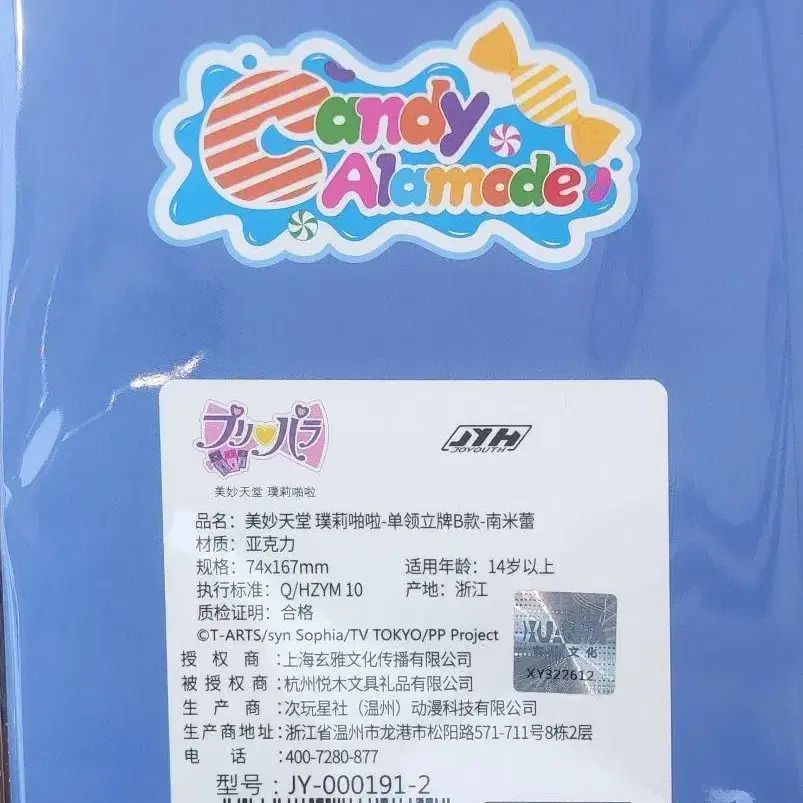 Candy
Alamode
プリパラ
美妙天堂 璞莉啪啦
JYH
JOYOUTH
品名：美妙天堂 璞莉啪啦-单领立牌B款-南米蕾
材质：亚克力
规格：74x167mm 适用年龄：14岁以上
执行标准：Q/HZYM 10 产地：浙江
质检证明：合格
©T-ARTS/syn Sophia/TV TOKYO/PP Project
XY322612
授权商：上海玄雅文化传播有限公司
被授权商：杭州悦木文具礼品有限公司
生产商：次玩星社（温州）动漫科技有限公司
生产商地址：浙江省温州市龙港市松阳路571-711号8栋2层
电话：400-7280-877
型号：JY-000191-2